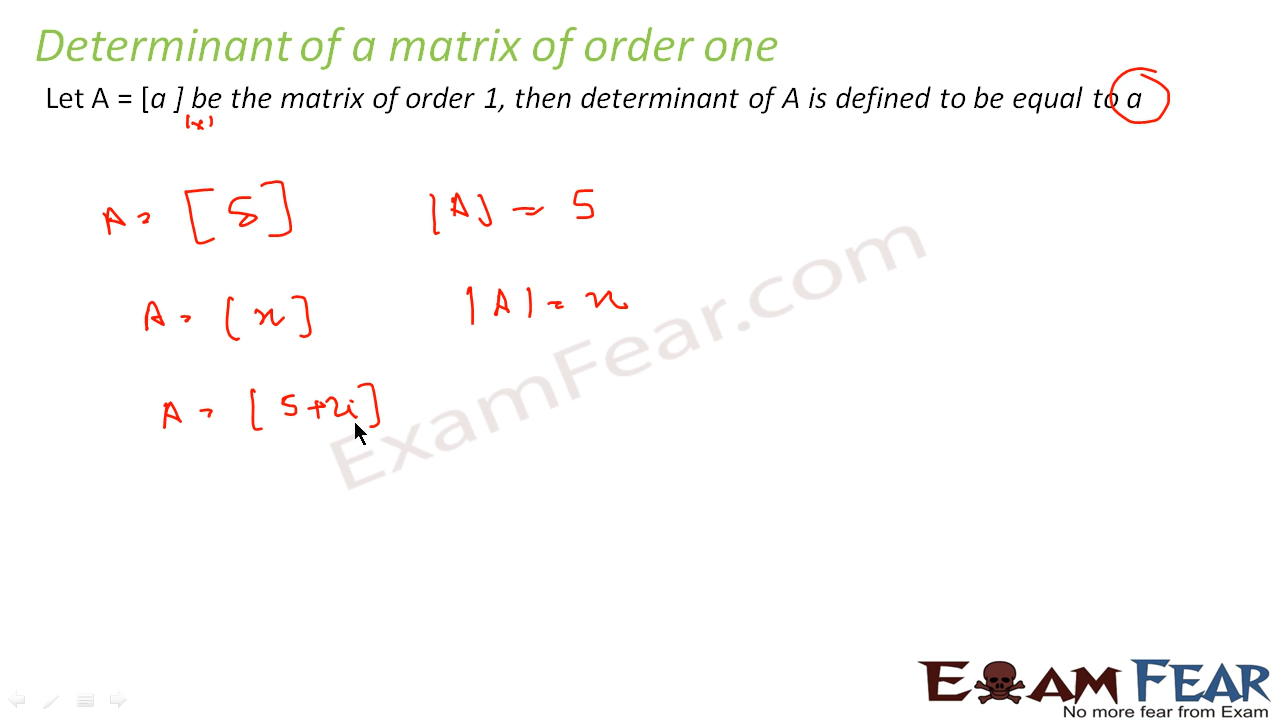 Determinant of a matrix of order one
Let A = [a ] be the matrix of order 1, then determinant of A is defined to be equal to a
1x1
A = [5] |A| = 5
A = [x] |A| = x
A = [5+2i]
ExamFear.com
EXAM FEAR
No more fear from Exam